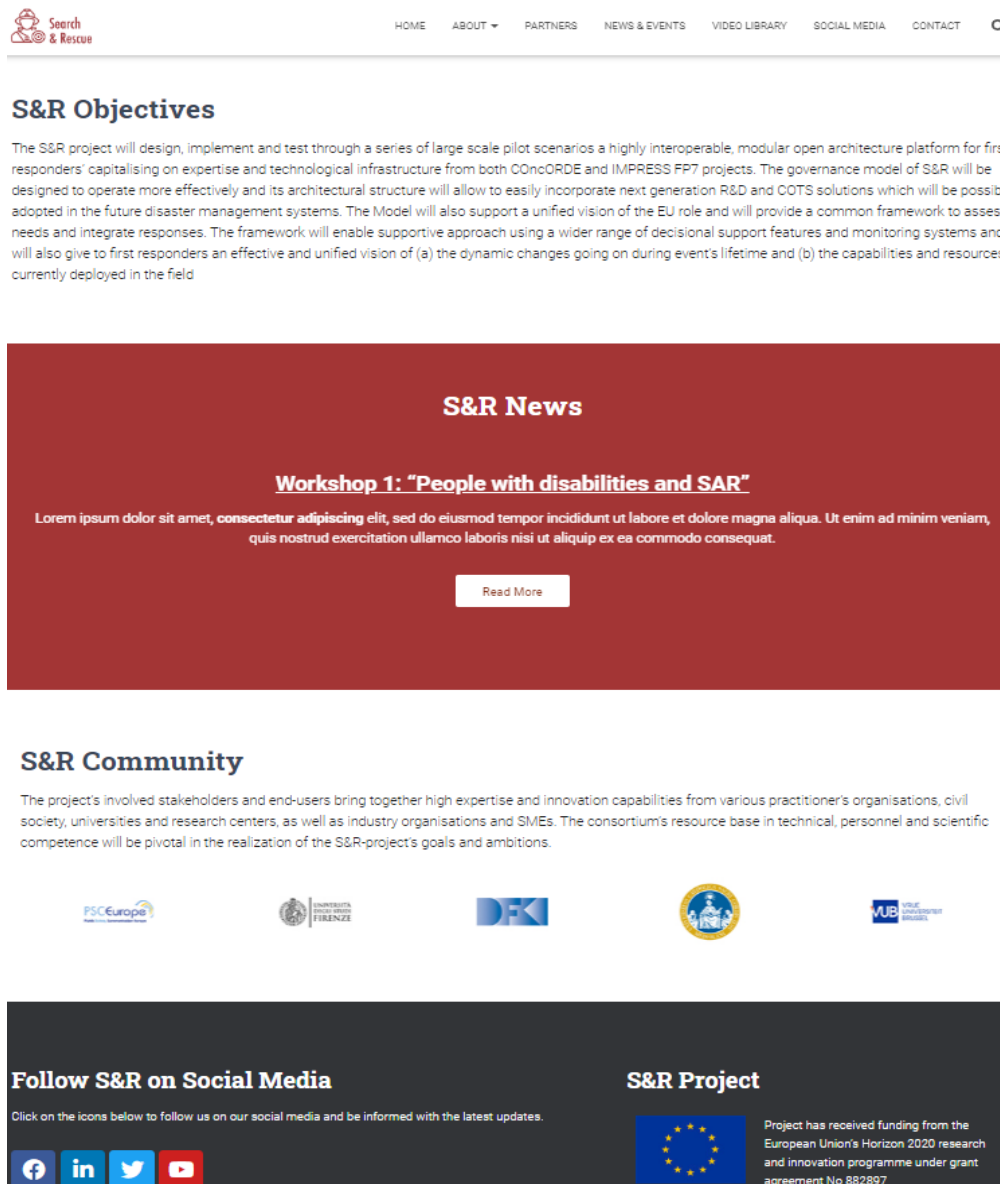 Search
& Rescue
HOME ABOUT PARTNERS NEWS & EVENTS VIDEO LIBRARY SOCIAL MEDIA CONTACT
S&R Objectives
The S&R project will design, implement and test through a series of large scale pilot scenarios a highly interoperable, modular open architecture platform for firs
responders' capitalising on expertise and technological infrastructure from both COncORDE and IMPRESS FP7 projects. The governance model of S&R will be
designed to operate more effectively and its architectural structure will allow to easily incorporate next generation R&D and COTS solutions which will be possib
adopted in the future disaster management systems. The Model will also support a unified vision of the EU role and will provide a common framework to asses
needs and integrate responses. The framework will enable supportive approach using a wider range of decisional support features and monitoring systems and
will also give to first responders an effective and unified vision of (a) the dynamic changes going on during event's lifetime and (b) the capabilities and resources
currently deployed in the field
S&R News
Workshop 1: “People with disabilities and SAR”
Lorem ipsum dolor sit amet, consectetur adipiscing elit, sed do eiusmod tempor incididunt ut labore et dolore magna aliqua. Ut enim ad minim veniam,
quis nostrud exercitation ullamco laboris nisi ut aliquip ex ea commodo consequat.
Read More
S&R Community
The project's involved stakeholders and end-users bring together high expertise and innovation capabilities from various practitioner's organisations, civil
society, universities and research centers, as well as industry organisations and SMEs. The consortium's resource base in technical, personnel and scientific
competence will be pivotal in the realization of the S&R-project's goals and ambitions.
PSCEurope
UNIVERSITÀ
DEGLI STUDI
FIRENZE
DFKI
VUB
VRIJE
UNIVERSITEIT
BRUSSEL
Follow S&R on Social Media
Click on the icons below to follow us on our social media and be informed with the latest updates.
in
S&R Project
Project has received funding from the
European Union's Horizon 2020 research
and innovation programme under grant
agreement No 882897